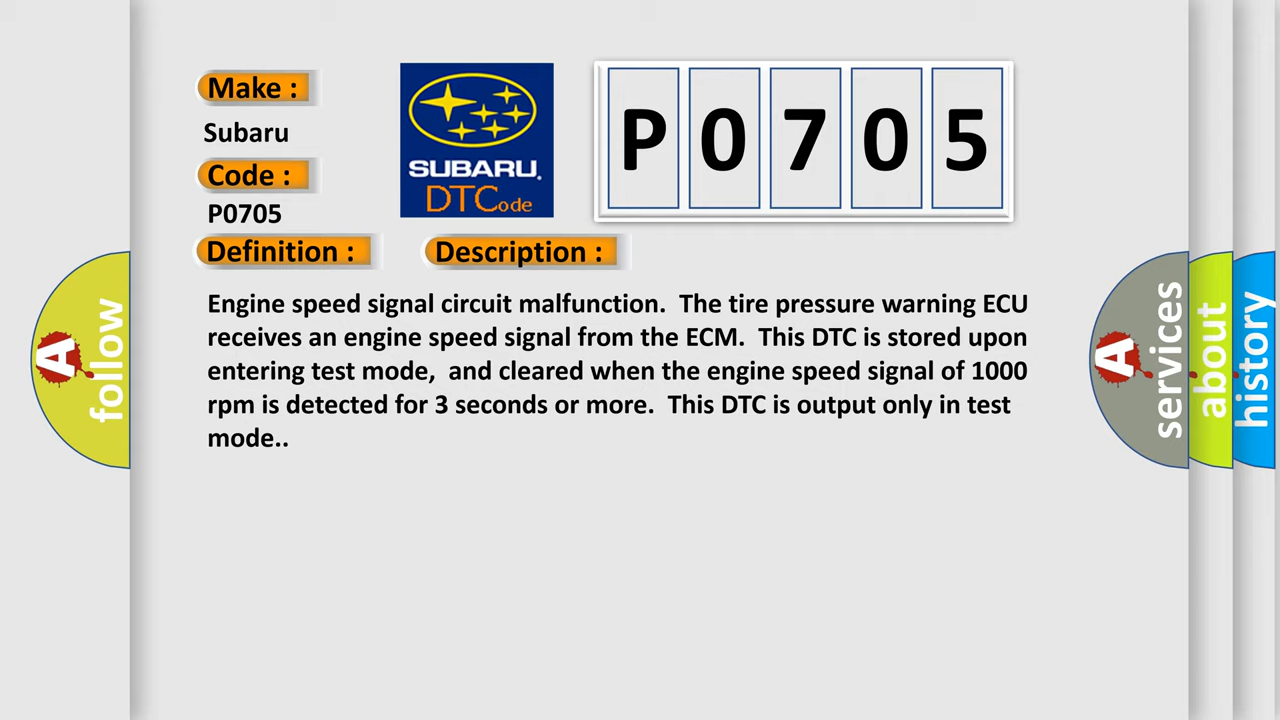 Make :
Subaru
Code :
P0705
SUBARU.
DTCode
P0705
Definition :
Description :
Engine speed signal circuit malfunction. The tire pressure warning ECU
receives an engine speed signal from the ECM. This DTC is stored upon
entering test mode, and cleared when the engine speed signal of 1000
rpm is detected for 3 seconds or more. This DTC is output only in test
mode..
A follow
A services
about
history